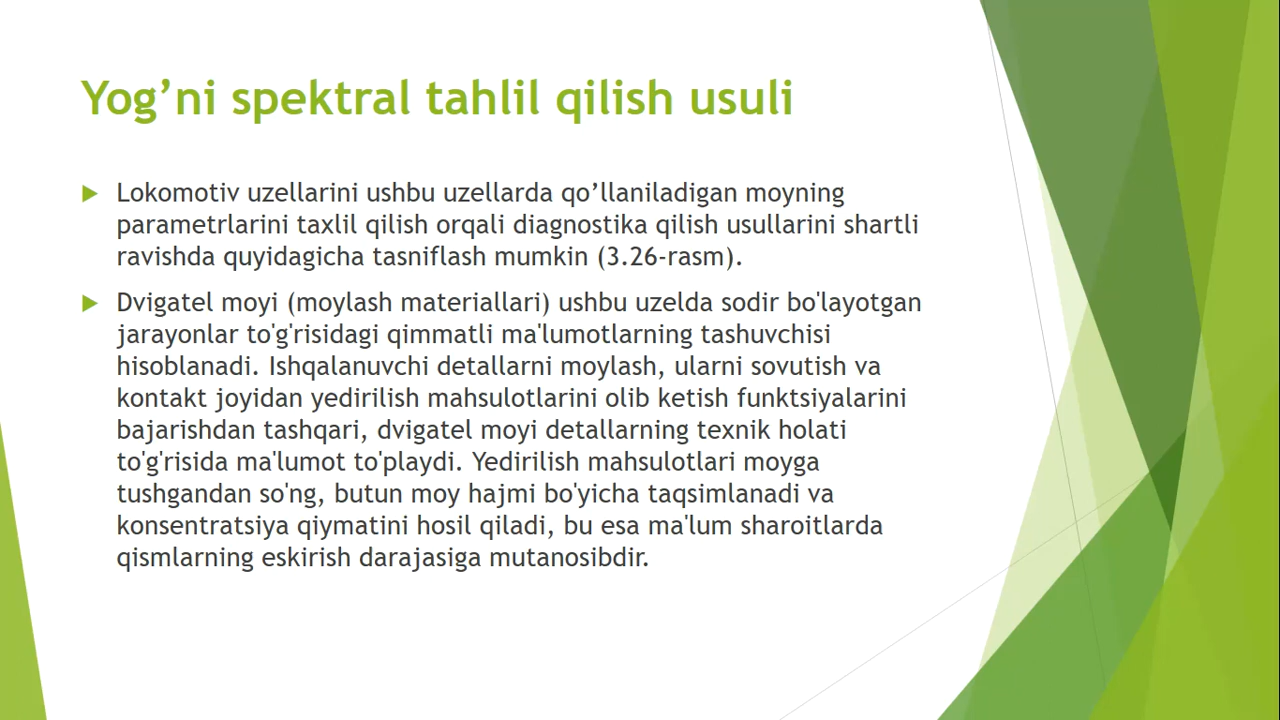 Yog’ni spektral tahlil qilish usuli
Lokomotiv uzellarini ushbu uzellarda qo’llaniladigan moyning
parametrlarini taxlil qilish orqali diagnostika qilish usullarini shartli
ravishda quyidagicha tasniflash mumkin (3.26-rasm).
Dvigatel moyi (moylash materiallari) ushbu uzelda sodir bo'layotgan
jarayonlar to'g'risidagi qimmatli ma'lumotlarning tashuvchisi
hisoblanadi. Ishqalanuvchi detallarni moylash, ularni sovutish va
kontakt joyidan yedirilish mahsulotlarini olib ketish funktsiyalarini
bajarishdan tashqari, dvigatel moyi detallarning texnik holati
to'g'risida ma'lumot to'playdi. Yedirilish mahsulotlari moyga
tushgandan so'ng, butun moy hajmi bo'yicha taqsimlanadi va
konsentratsiya qiymatini hosil qiladi, bu esa ma'lum sharoitlarda
qismlarning eskirish darajasiga mutanosibdir.